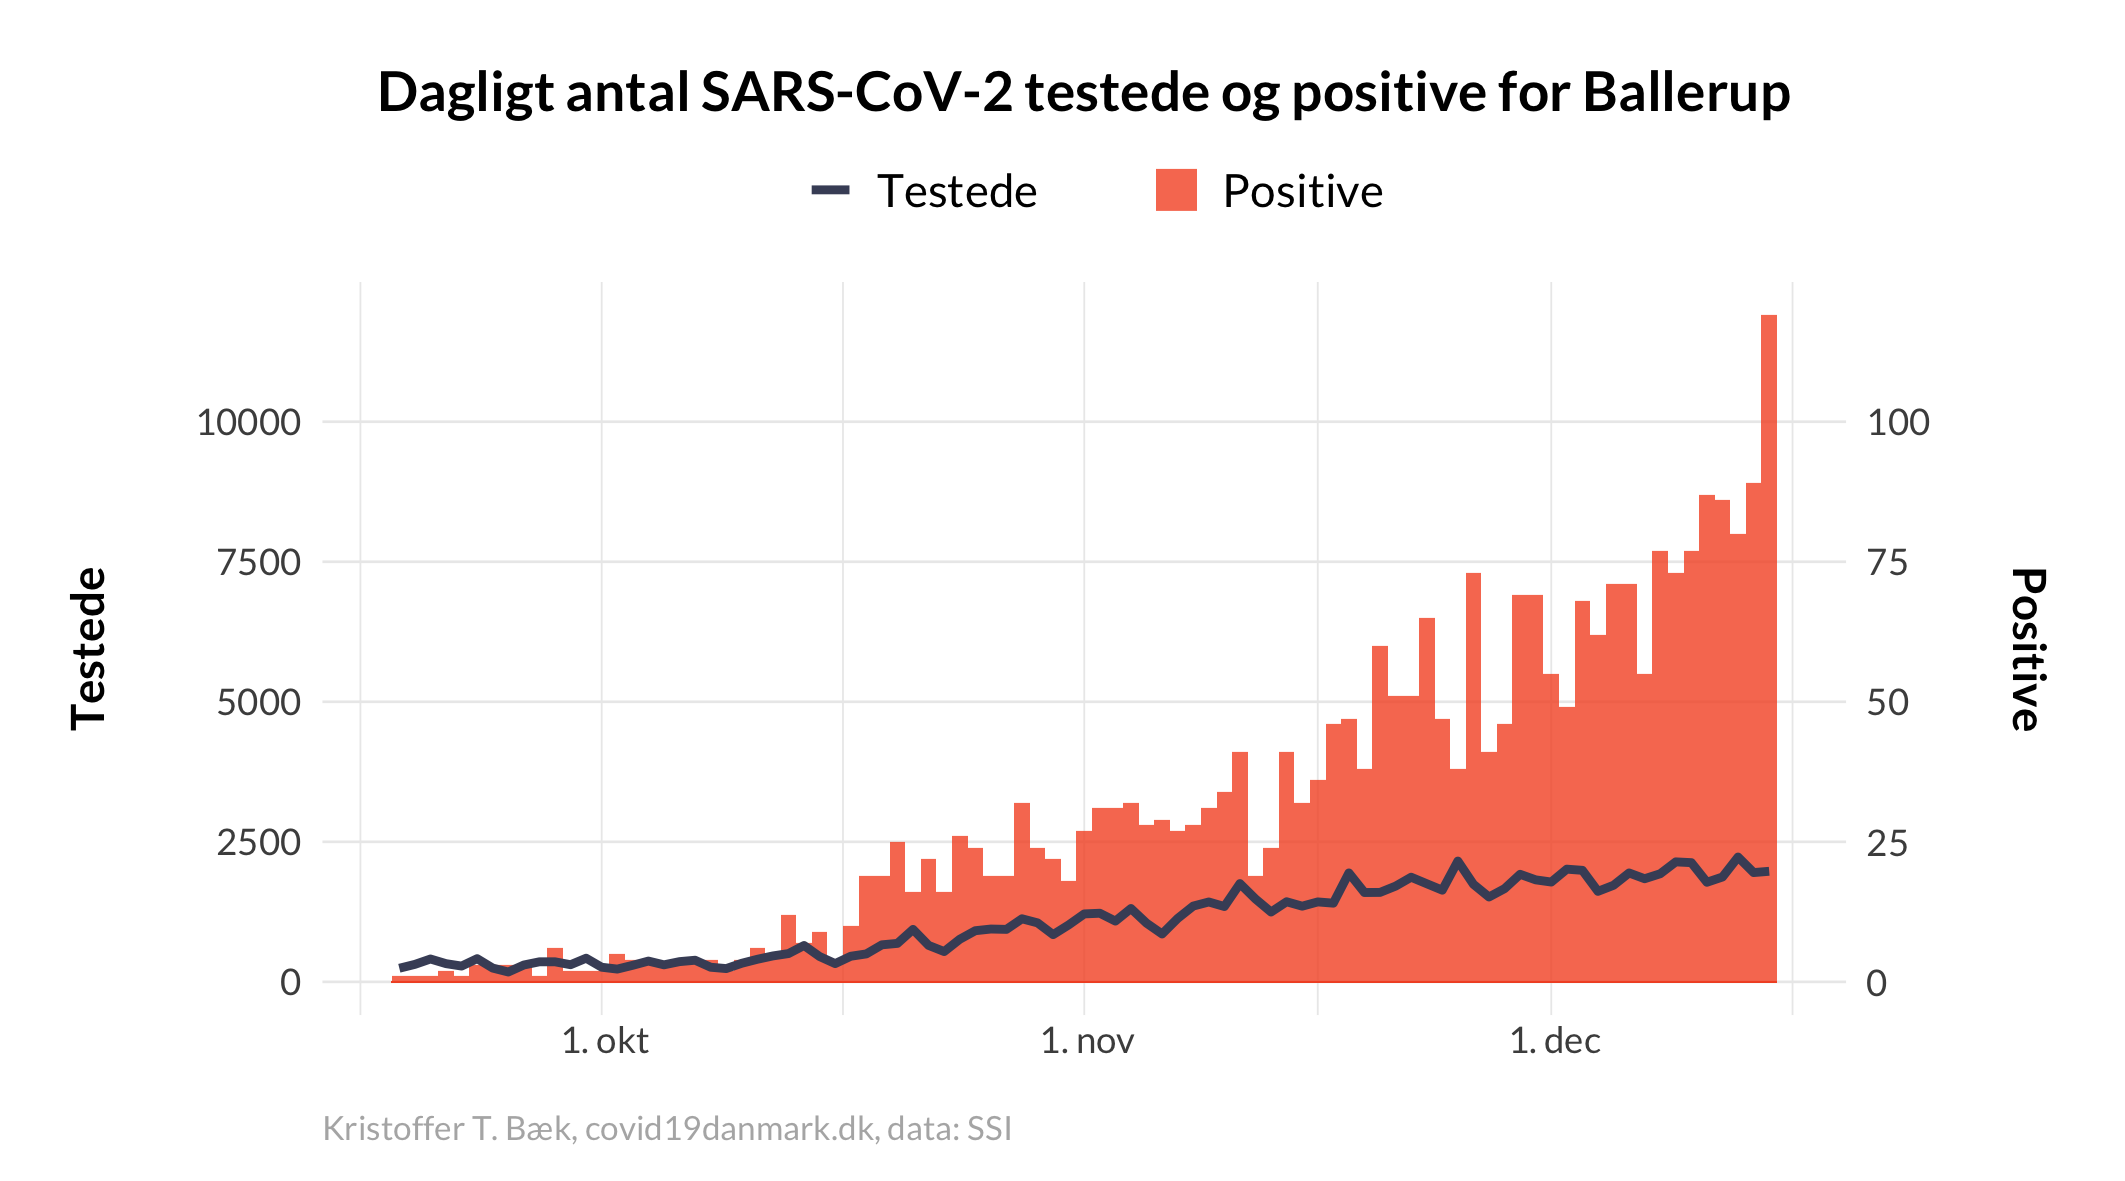 Dagligt antal SARS-CoV-2 testede og positive for Ballerup
Testede
Positive
10000
7500
5000
2500
0
Testede
100
75
50
25
0
Positive
1. okt
1. nov
1. dec
Kristoffer T. Bæk, covid19danmark.dk, data: SSI